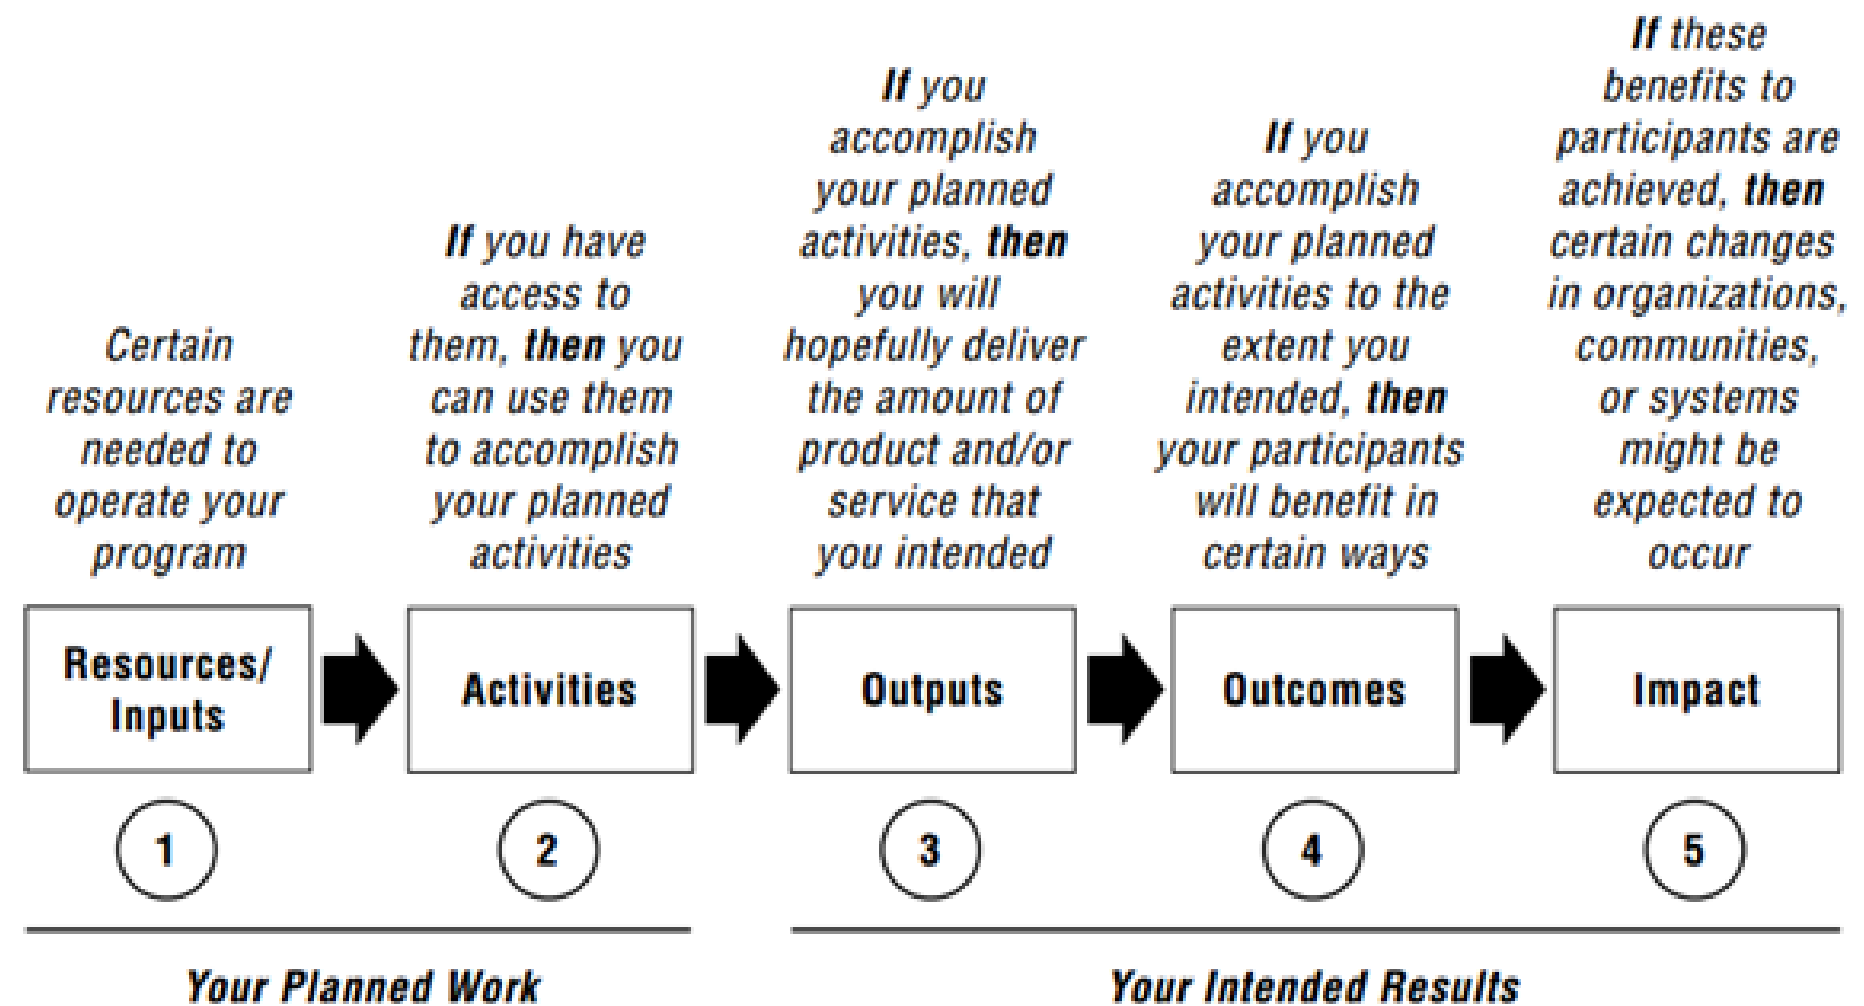 Certain
resources are
needed to
operate your
program
If you have
access to
them, then you
can use them
to accomplish
your planned
activities
If you
accomplish
your planned
activities, then
you will
hopefully deliver
the amount of
product and/or
service that
you intended
If you
accomplish
your planned
activities to the
extent you
intended, then
your participants
will benefit in
certain ways
If these
benefits to
participants are
achieved, then
certain changes
in organizations,
communities,
or systems
might be
expected to
occur
Resources/
Inputs
Activities
Outputs
Outcomes
Impact
1
2
3
4
5
Your Planned Work
Your Intended Results